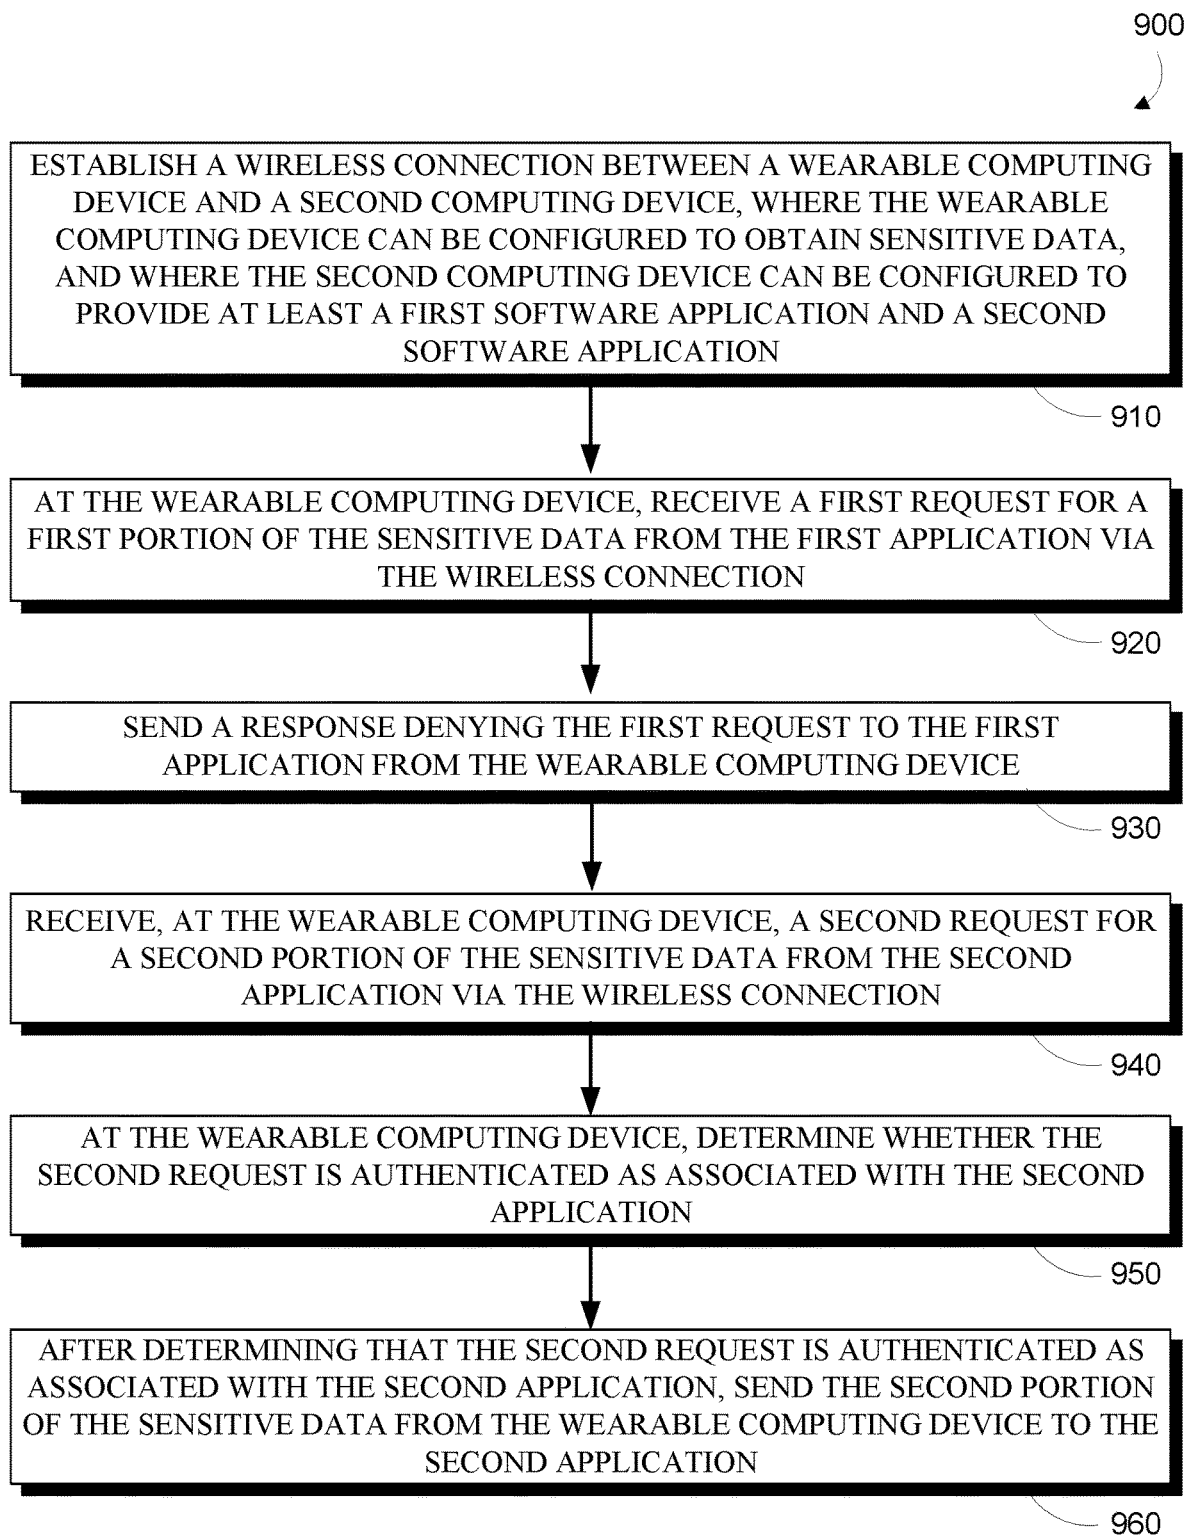 900
ESTABLISH A WIRELESS CONNECTION BETWEEN A WEARABLE COMPUTING
DEVICE AND A SECOND COMPUTING DEVICE, WHERE THE WEARABLE
COMPUTING DEVICE CAN BE CONFIGURED TO OBTAIN SENSITIVE DATA,
AND WHERE THE SECOND COMPUTING DEVICE CAN BE CONFIGURED TO
PROVIDE AT LEAST A FIRST SOFTWARE APPLICATION AND A SECOND
SOFTWARE APPLICATION
910
AT THE WEARABLE COMPUTING DEVICE, RECEIVE A FIRST REQUEST FOR A
FIRST PORTION OF THE SENSITIVE DATA FROM THE FIRST APPLICATION VIA
THE WIRELESS CONNECTION
920
SEND A RESPONSE DENYING THE FIRST REQUEST TO THE FIRST
APPLICATION FROM THE WEARABLE COMPUTING DEVICE
930
RECEIVE, AT THE WEARABLE COMPUTING DEVICE, A SECOND REQUEST FOR
A SECOND PORTION OF THE SENSITIVE DATA FROM THE SECOND
APPLICATION VIA THE WIRELESS CONNECTION
940
AT THE WEARABLE COMPUTING DEVICE, DETERMINE WHETHER THE
SECOND REQUEST IS AUTHENTICATED AS ASSOCIATED WITH THE SECOND
APPLICATION
950
AFTER DETERMINING THAT THE SECOND REQUEST IS AUTHENTICATED AS
ASSOCIATED WITH THE SECOND APPLICATION, SEND THE SECOND PORTION
OF THE SENSITIVE DATA FROM THE WEARABLE COMPUTING DEVICE TO THE
SECOND APPLICATION
960